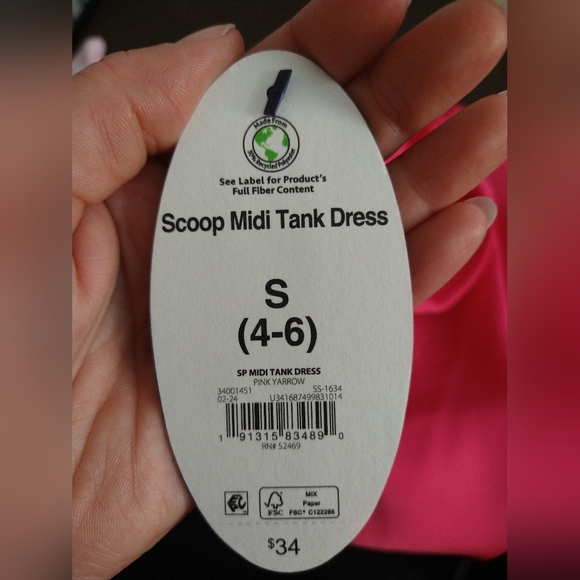 Made From
Recycled Polyester
See Label for Product's
Full Fiber Content
Scoop Midi Tank Dress
S
(4-6)
SP MIDI TANK DRESS
PINK YARROW
34001451 SS-1634
02-24 U341687499831014
1 91315 83489 0
RN# 52469
FSC
MIX
Paper
FSC® C122266
$34